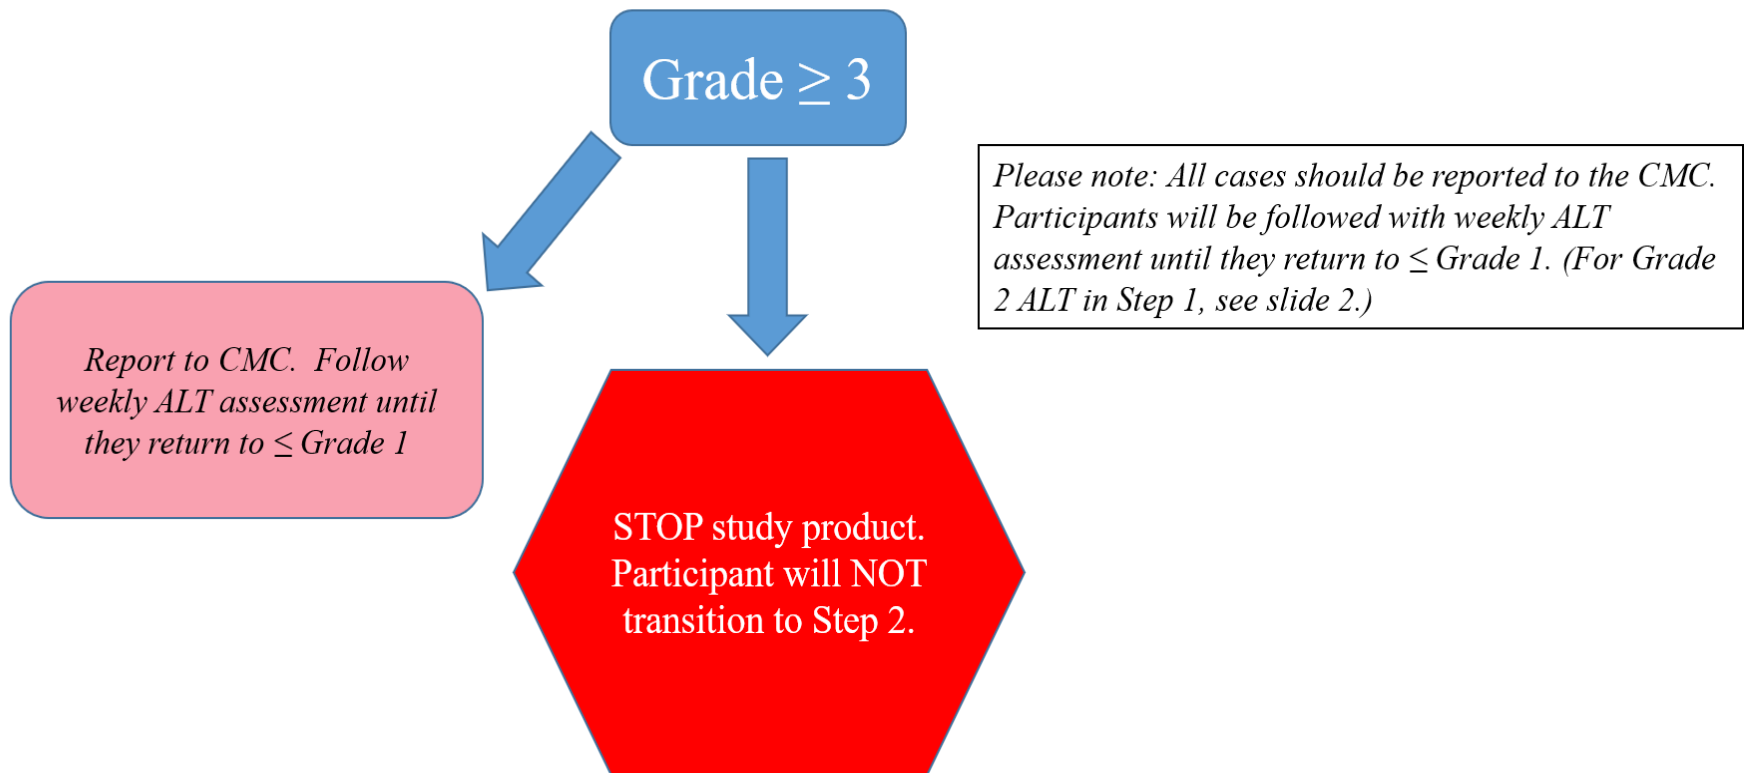 Grade ≥ 3
Please note: All cases should be reported to the CMC.
Participants will be followed with weekly ALT
assessment until they return to ≤ Grade 1. (For Grade
2 ALT in Step 1, see slide 2.)
Report to CMC.  Follow
weekly ALT assessment until
they return to ≤ Grade 1
STOP study product.
Participant will NOT
transition to Step 2.